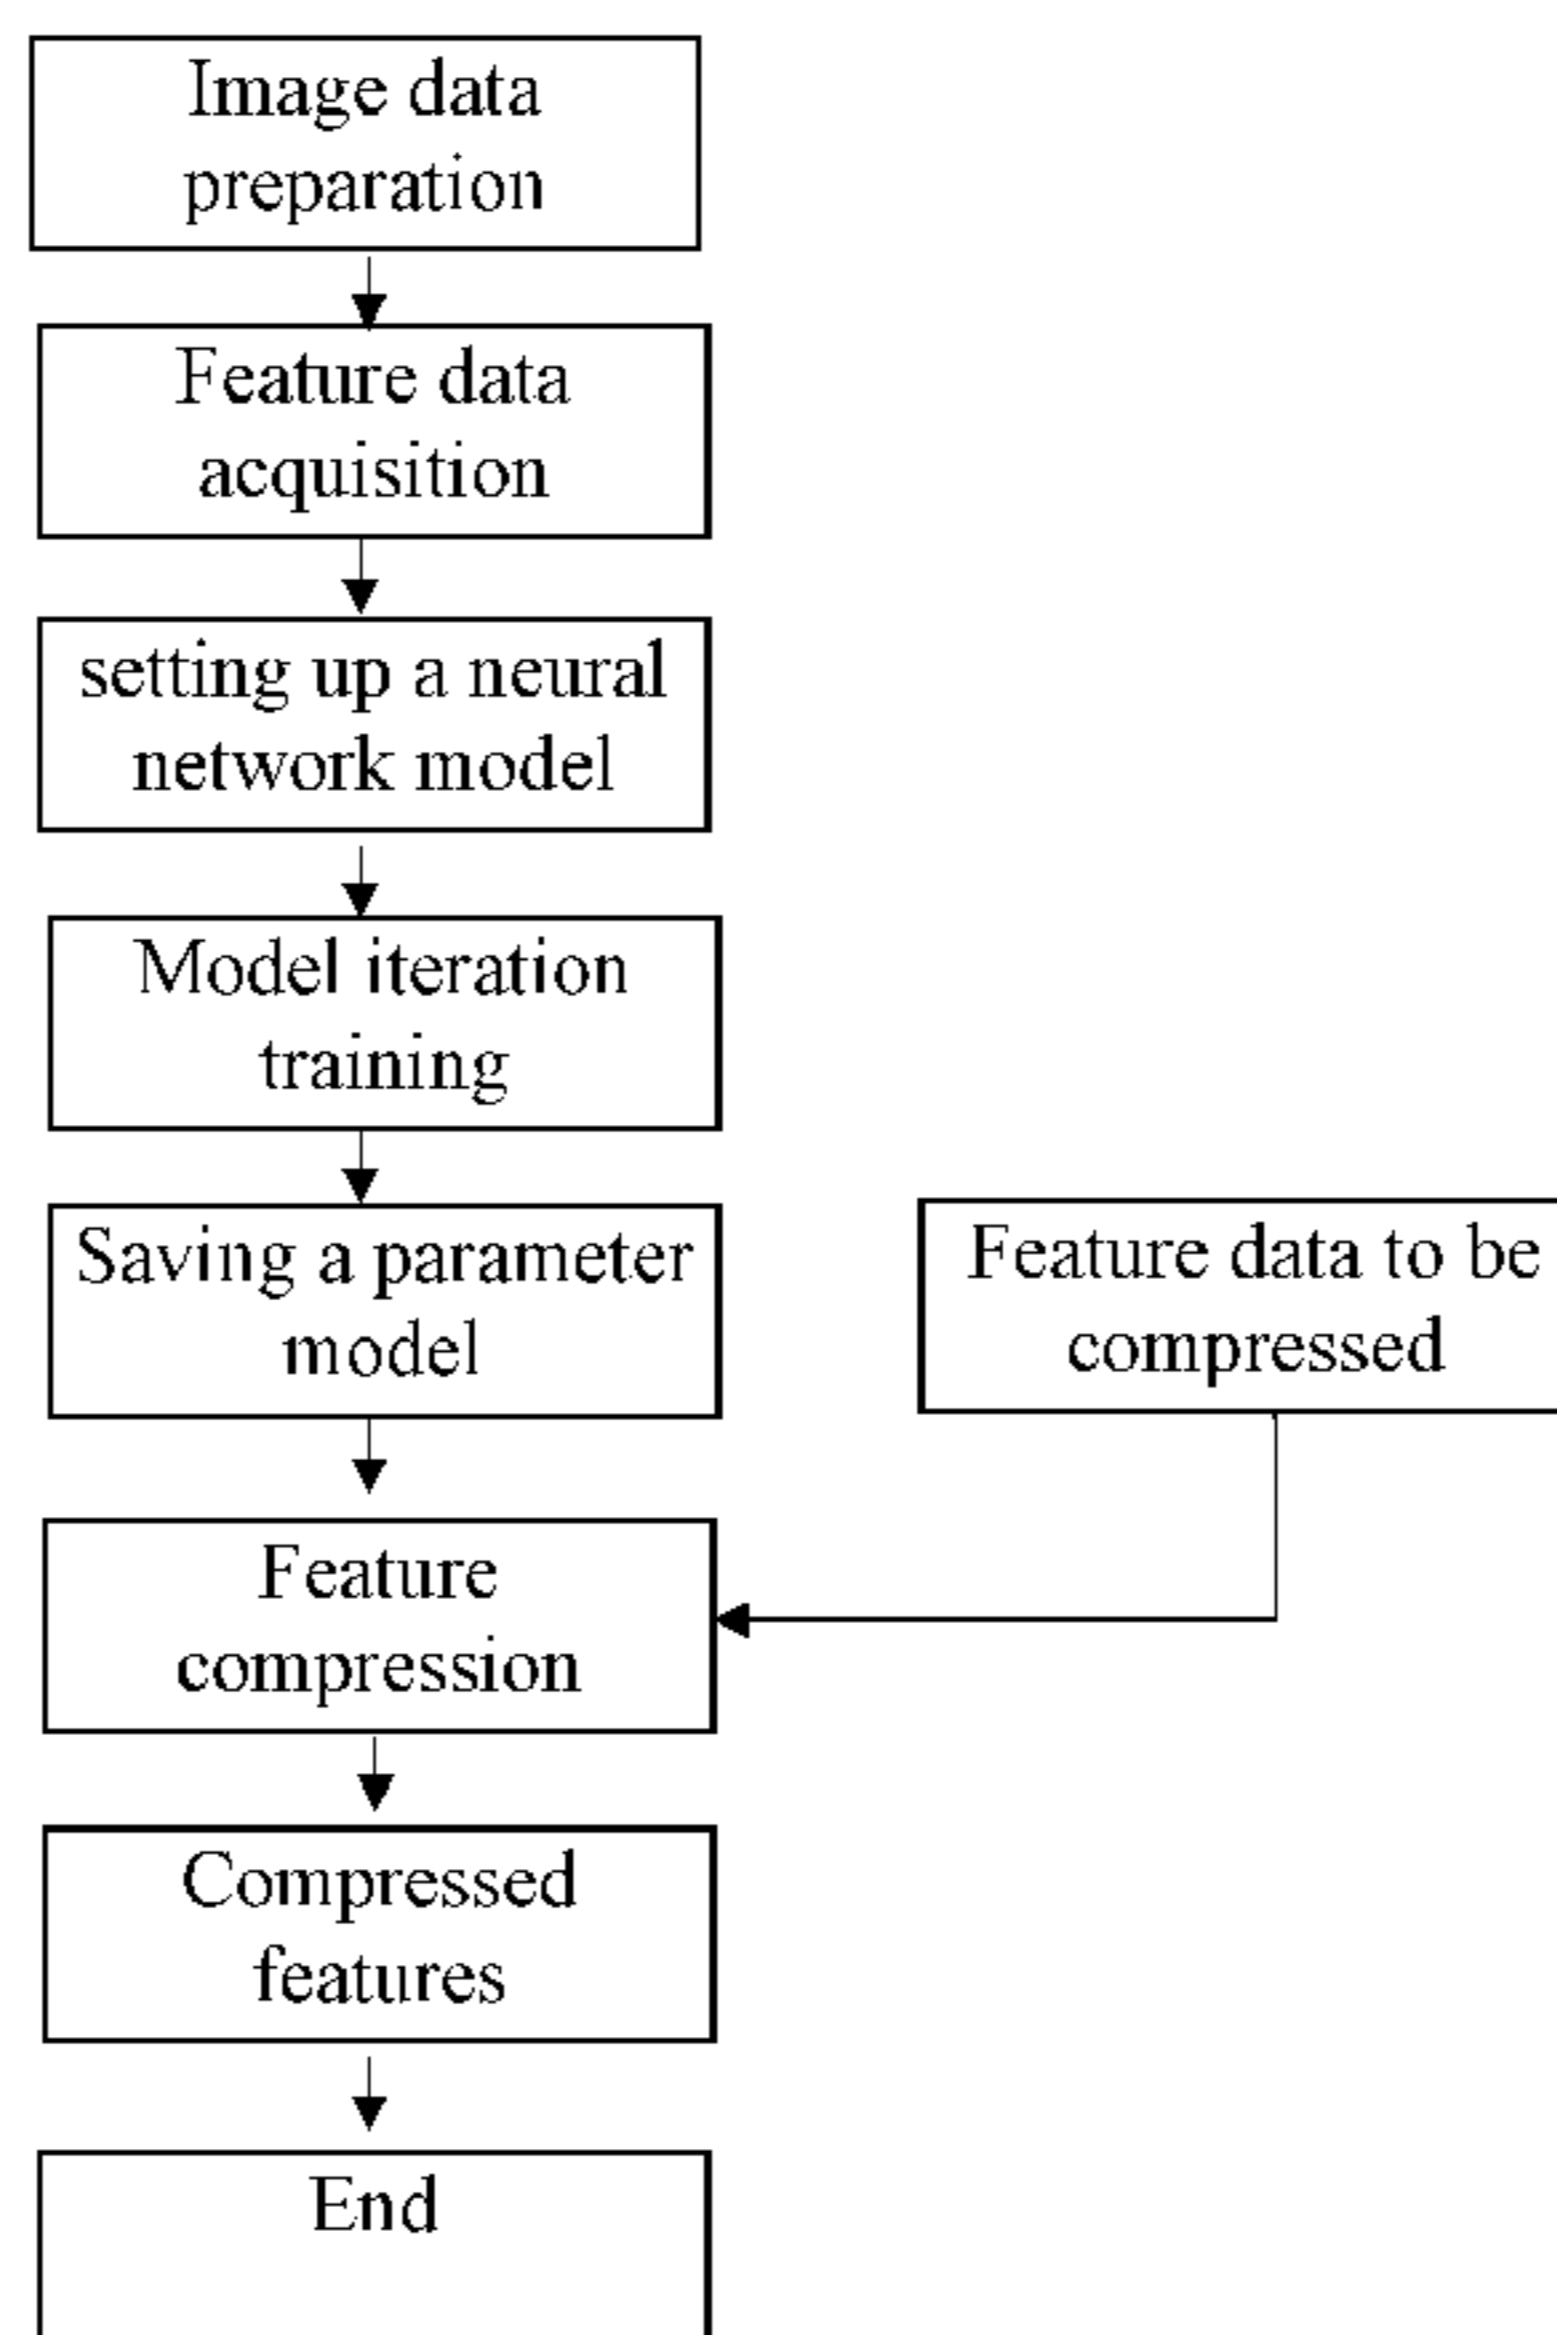 Image data
preparation
Feature data
acquisition
setting up a neural
network model
Model iteration
training
Saving a parameter
model
Feature data to be
compressed
Feature
compression
Compressed
features
End